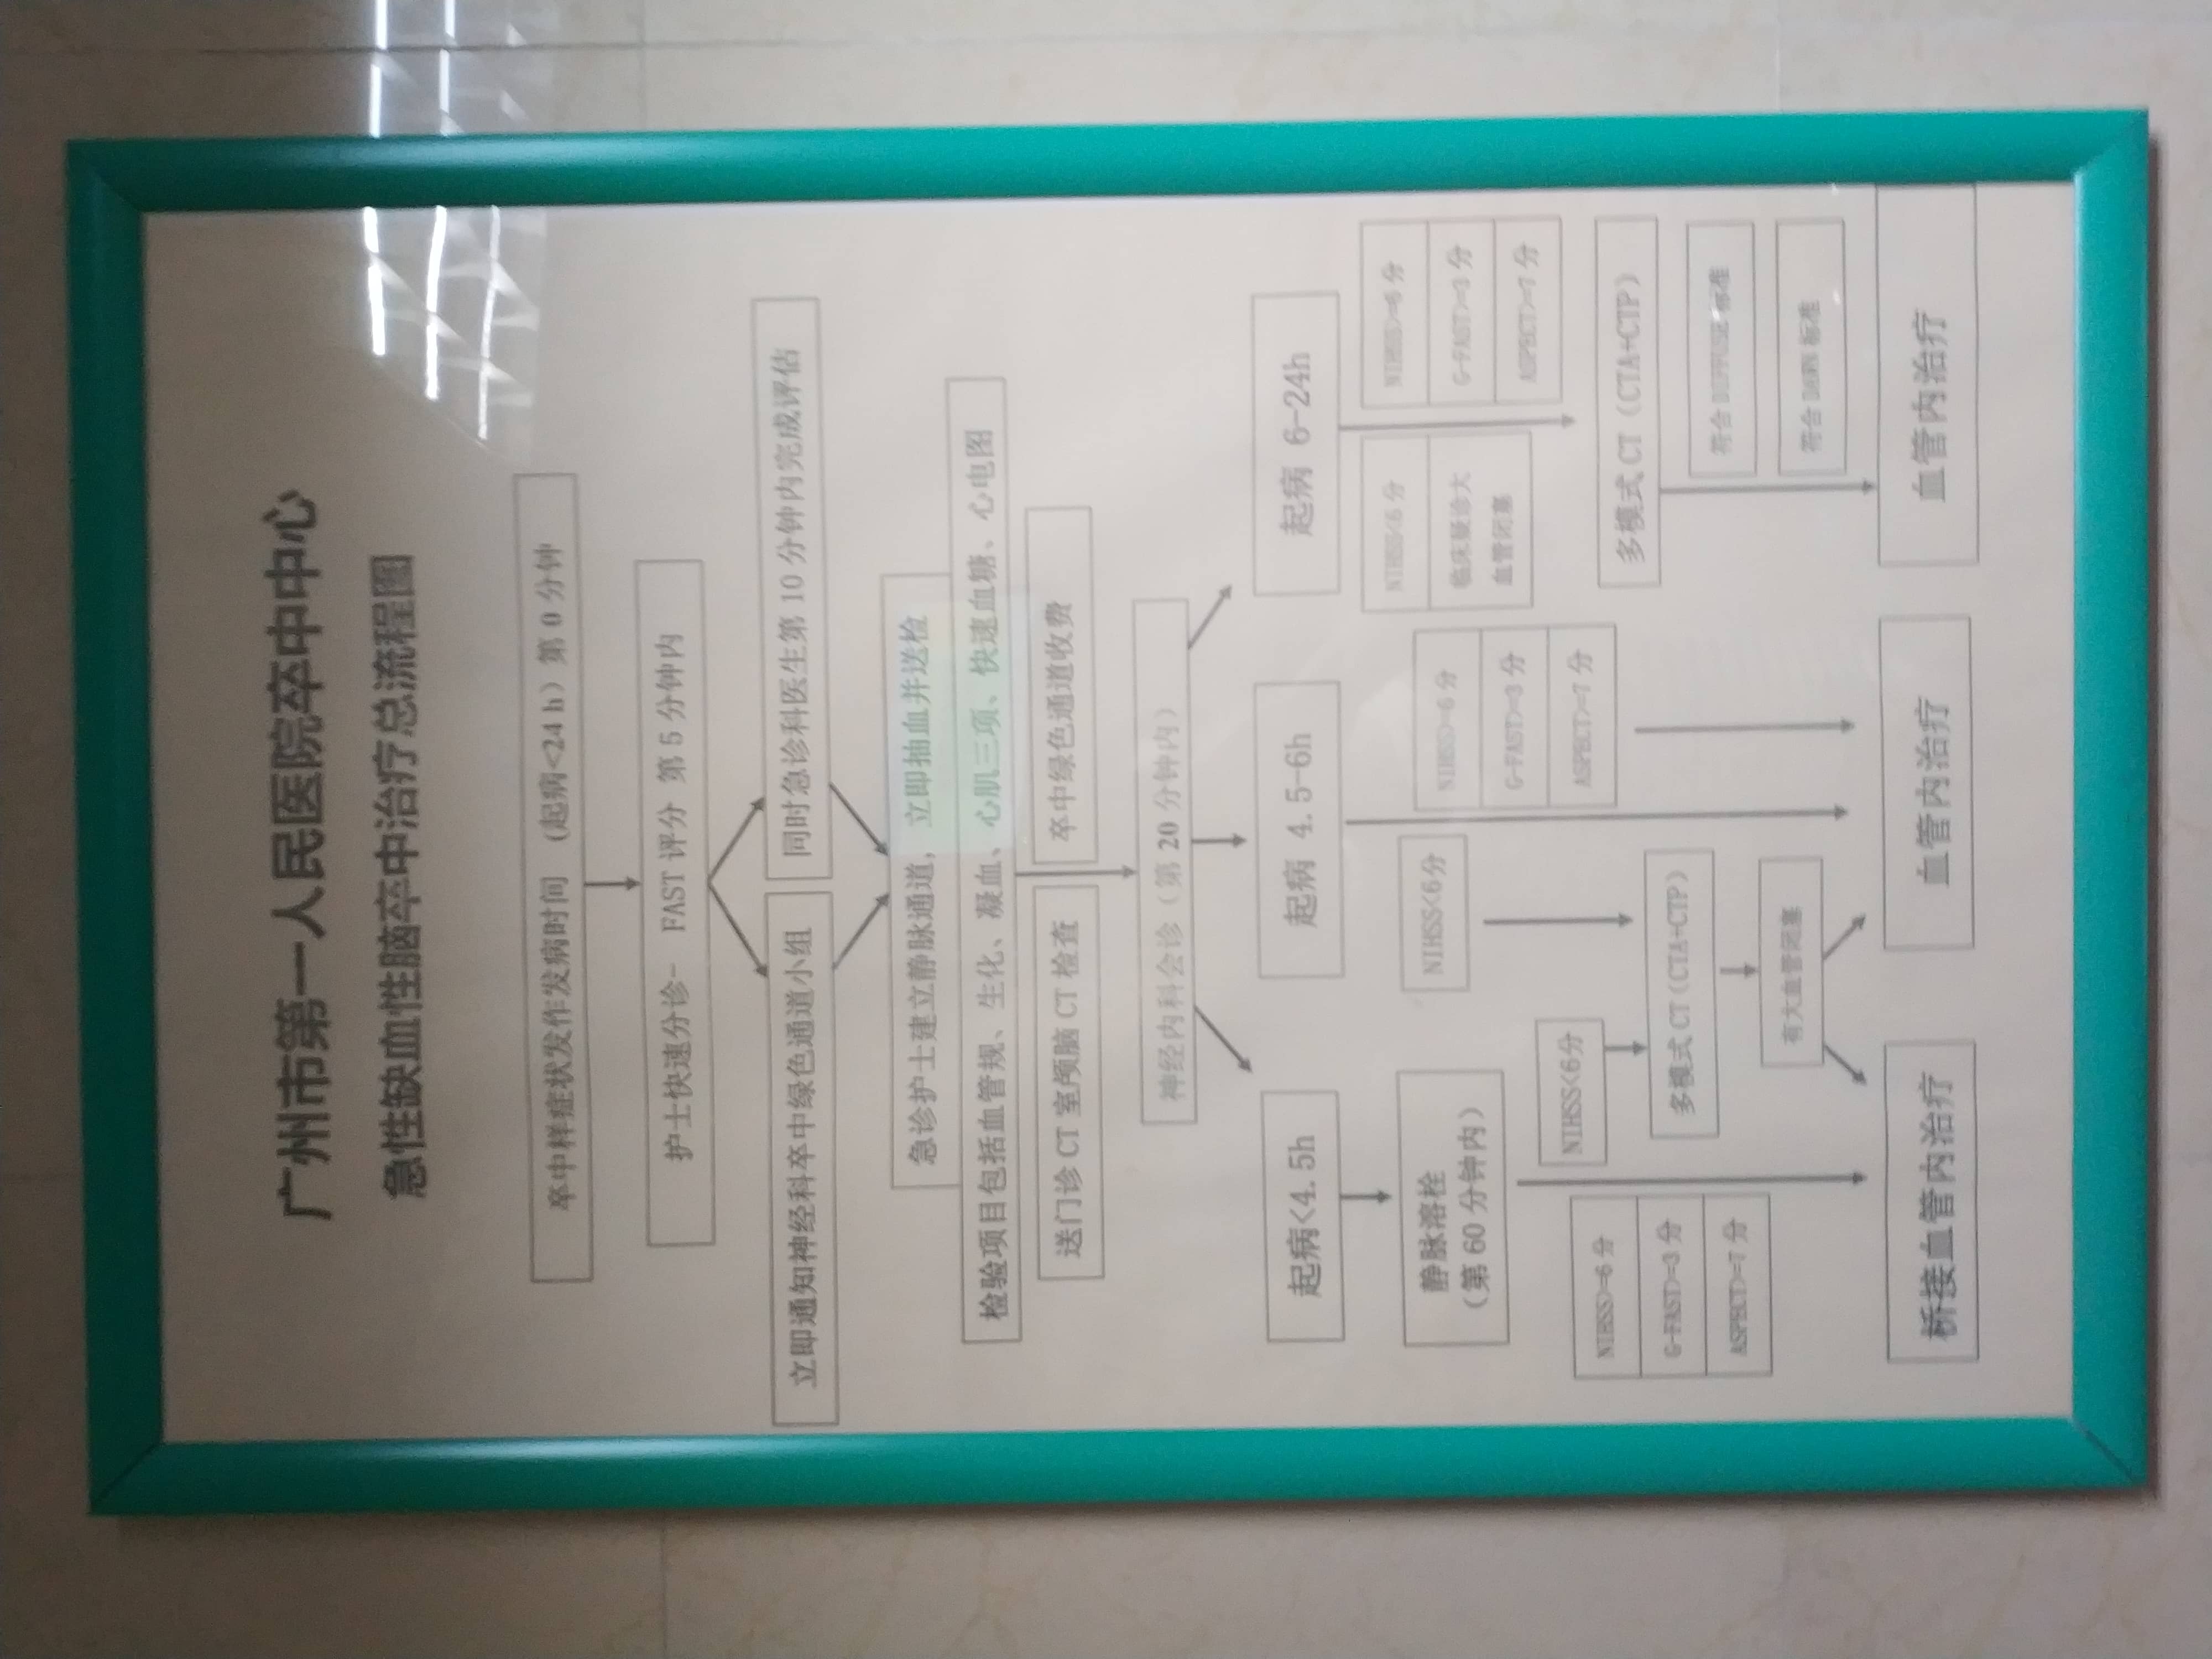 广州市第一人民医院卒中中心
急性缺血性脑卒中治疗总流程图
卒中样症状发作发病时间 (起病<24 h) 第 0 分钟
护士快速分诊- FAST 评分 第 5 分钟内
立即通知神经科卒中绿色通道小组
同时急诊科医生第 10 分钟内完成评估
急诊护士建立静脉通道，立即抽血并送检
检验项目包括血管规、生化、凝血、心肌三项、快速血糖、心电图
送门诊 CT 室颅脑 CT 检查
卒中绿色通道收费
神经内科会诊（第 20 分钟内）
起病<4.5h
起病 4.5-6h
起病 6-24h
静脉溶栓
（第 60 分钟内）
NIHSS>=6 分
G-FAST>=3 分
ASPECT>=7 分
NIHSS<6分
NIHSS<6分
多模式 CT（CTA+CTP）
有大血管闭塞
NIHSS>=6 分
G-FAST>=3 分
ASPECT>=7 分
NIHSS<6 分
临床疑诊大
血管闭塞
NIHSS>=6 分
G-FAST>=3 分
ASPECT>=7 分
多模式 CT（CTA+CTP）
符合 DIFFUSE 标准
符合 DAWN 标准
桥接血管内治疗
血管内治疗
血管内治疗